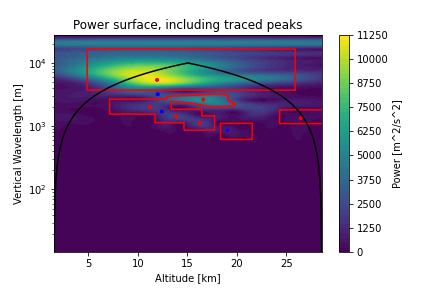 Power surface, including traced peaks
Vertical Wavelength [m]
10^4
10^3
10^2
5 10 15 20 25
Altitude [km]
11250
10000
8750
7500
6250
5000
3750
2500
1250
0
Power [m^2/s^2]